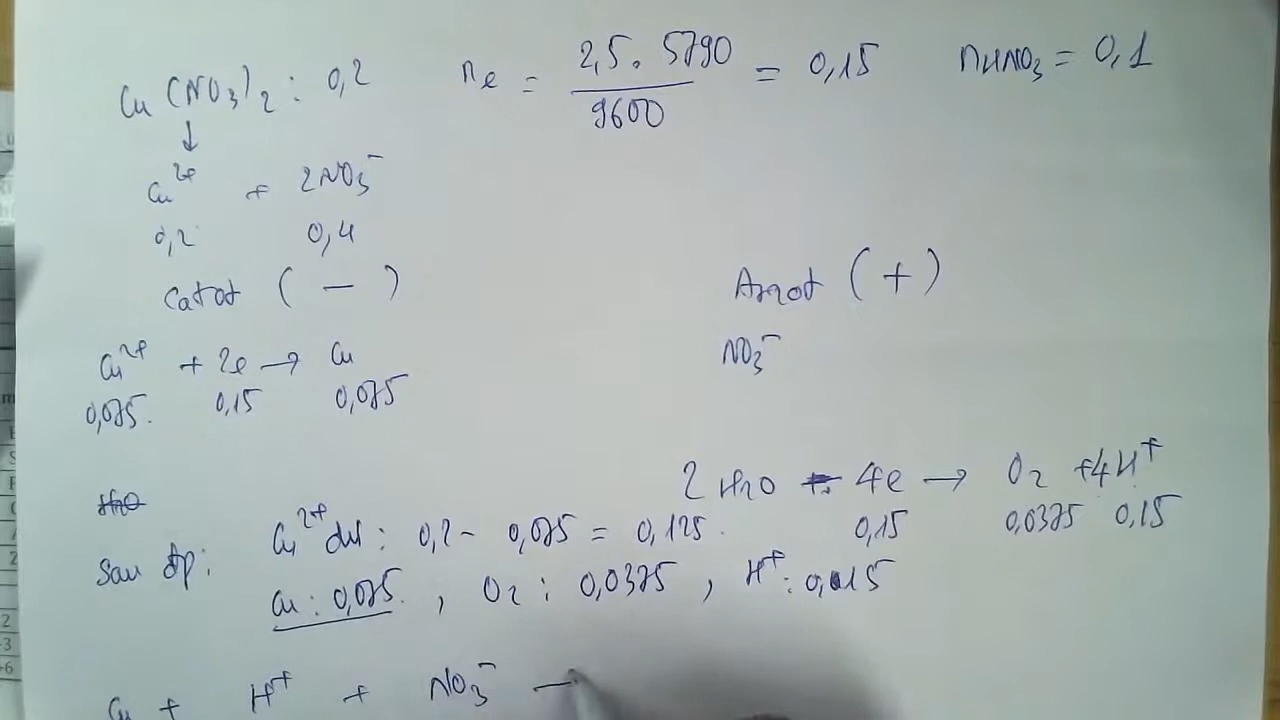 Cu(NO3)2 : 0,2 ne = 2,5 . 5790 / 9600 = 0,15 nHNO3 = 0,1
↓
Cu2+ + 2NO3-
0,2 0,4
Catot ( - ) Anot ( + )
Cu2+ + 2e → Cu NO3-
0,075. 0,15 0,075
2H2O - 4e → O2 + 4H+
0,15 0,0375 0,15
H2O
Sau đp: Cu2+ dư : 0,2 - 0,075 = 0,125.
Cu : 0,075. , O2 : 0,0375 , H+ : 0,15
Cu + H+ + NO3- —